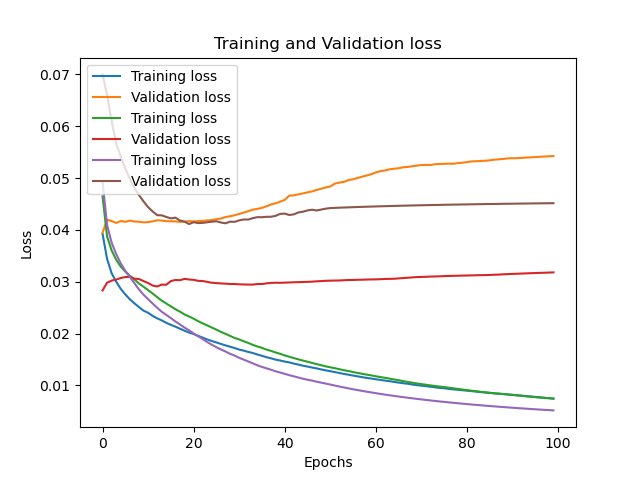 Training and Validation loss
Training loss
Validation loss
Training loss
Validation loss
Training loss
Validation loss
0.07
0.06
0.05
0.04
0.03
0.02
0.01
Loss
0 20 40 60 80 100
Epochs